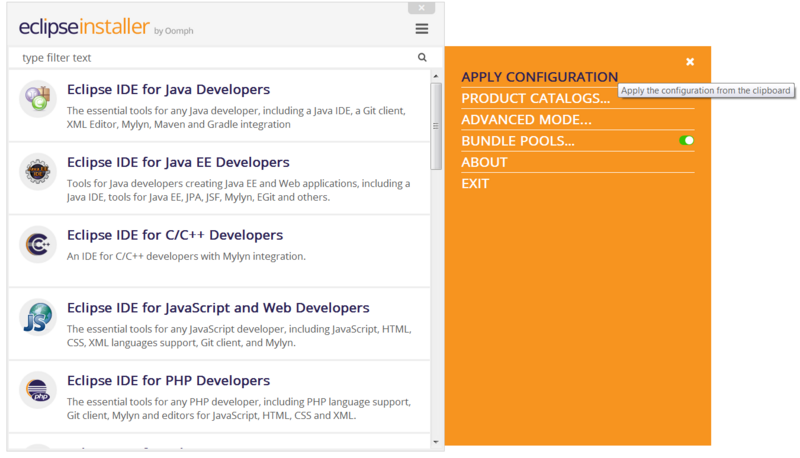 eclipseinstaller by Oomph
type filter text
Eclipse IDE for Java Developers
The essential tools for any Java developer, including a Java IDE, a Git client,
XML Editor, Mylyn, Maven and Gradle integration
Eclipse IDE for Java EE Developers
Tools for Java developers creating Java EE and Web applications, including a
Java IDE, tools for Java EE, JPA, JSF, Mylyn, EGit and others.
Eclipse IDE for C/C++ Developers
An IDE for C/C++ developers with Mylyn integration.
JS
Eclipse IDE for JavaScript and Web Developers
The essential tools for any JavaScript developer, including JavaScript, HTML,
CSS, XML languages support, Git client, and Mylyn.
php
Eclipse IDE for PHP Developers
The essential tools for any PHP developer, including PHP language support,
Git client, Mylyn and editors for JavaScript, HTML, CSS and XML.
APPLY CONFIGURATION
Apply the configuration from the clipboard
PRODUCT CATALOGS...
ADVANCED MODE...
BUNDLE POOLS...
ABOUT
EXIT